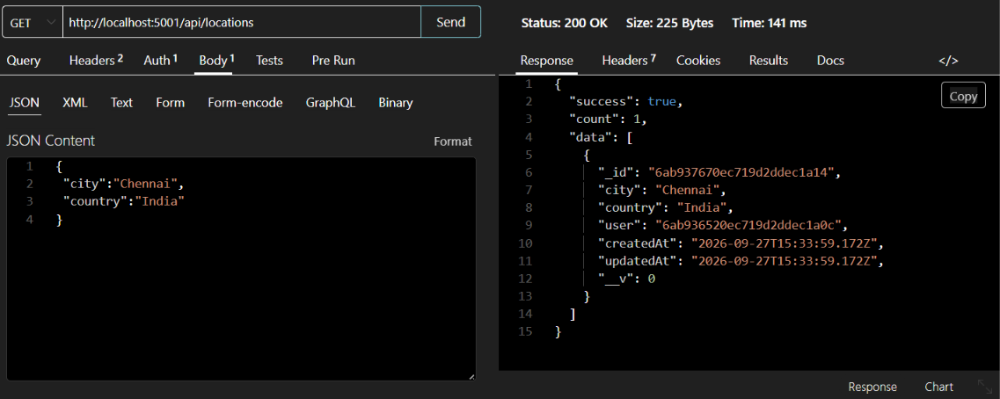 GET http://localhost:5001/api/locations Send
Query Headers 2 Auth 1 Body 1 Tests Pre Run
JSON XML Text Form Form-encode GraphQL Binary
JSON Content Format
1 {
2 "city":"Chennai",
3 "country":"India"
4 }
Status: 200 OK Size: 225 Bytes Time: 141 ms
Response Headers 7 Cookies Results Docs </>
Copy
1 {
2 "success": true,
3 "count": 1,
4 "data": [
5 {
6 "_id": "6ab937670ec719d2ddec1a14",
7 "city": "Chennai",
8 "country": "India",
9 "user": "6ab936520ec719d2ddec1a0c",
10 "createdAt": "2026-09-27T15:33:59.172Z",
11 "updatedAt": "2026-09-27T15:33:59.172Z",
12 "__v": 0
13 }
14 ]
15 }
Response Chart